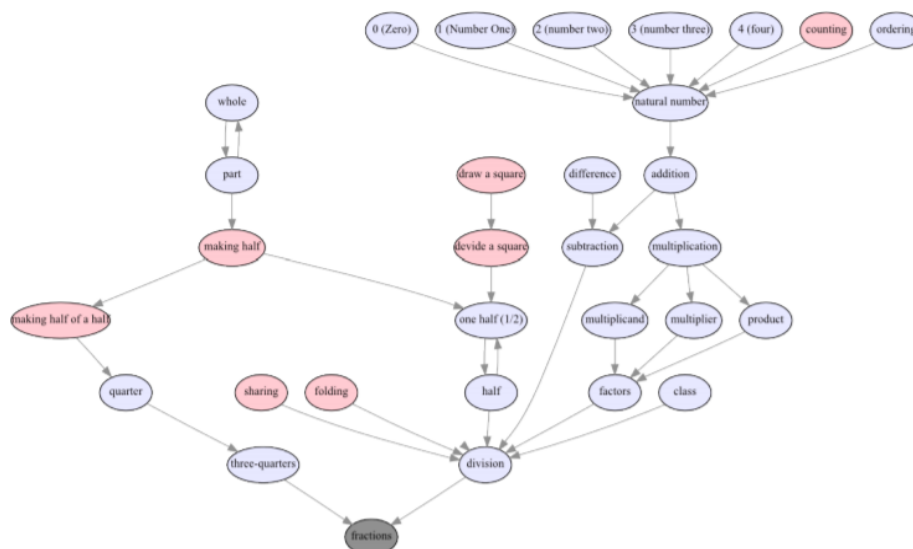 0 (Zero)
1 (Number One)
2 (number two)
3 (number three)
4 (four)
counting
ordering
whole
natural number
part
draw a square
difference
addition
making half
devide a square
subtraction
multiplication
making half of a half
one half (1/2)
multiplicand
multiplier
product
quarter
sharing
folding
half
factors
class
three-quarters
division
fractions